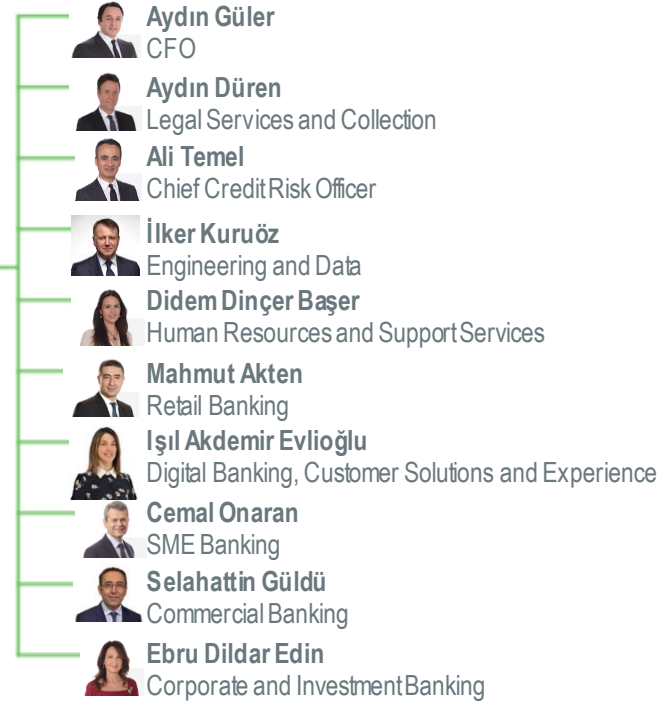 Aydın Güler
CFO
Aydın Düren
Legal Services and Collection
Ali Temel
Chief Credit Risk Officer
İlker Kuruöz
Engineering and Data
Didem Dinçer Başer
Human Resources and Support Services
Mahmut Akten
Retail Banking
Işıl Akdemir Evlioğlu
Digital Banking, Customer Solutions and Experience
Cemal Onaran
SME Banking
Selahattin Güldü
Commercial Banking
Ebru Dildar Edin
Corporate and Investment Banking